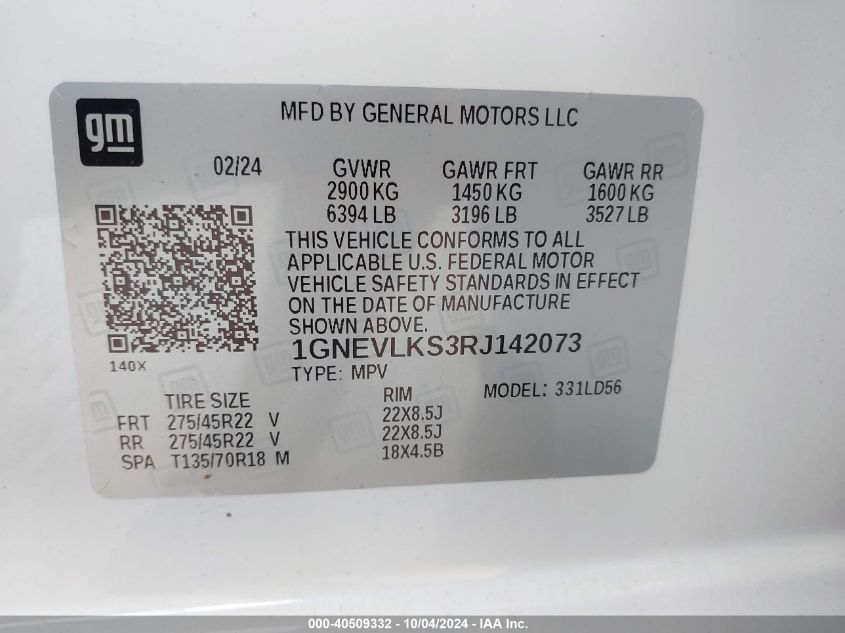 gm
MFD BY GENERAL MOTORS LLC
02/24 GVWR GAWR FRT GAWR RR
2900 KG 1450 KG 1600 KG
6394 LB 3196 LB 3527 LB
THIS VEHICLE CONFORMS TO ALL
APPLICABLE U.S. FEDERAL MOTOR
VEHICLE SAFETY STANDARDS IN EFFECT
ON THE DATE OF MANUFACTURE
SHOWN ABOVE.
1GNEVLKS3RJ142073
140X
TYPE: MPV MODEL: 331LD56
TIRE SIZE RIM
FRT 275/45R22 V 22X8.5J
RR 275/45R22 V 22X8.5J
SPA T135/70R18 M 18X4.5B
000-40509332 - 10/04/2024 - IAA Inc.